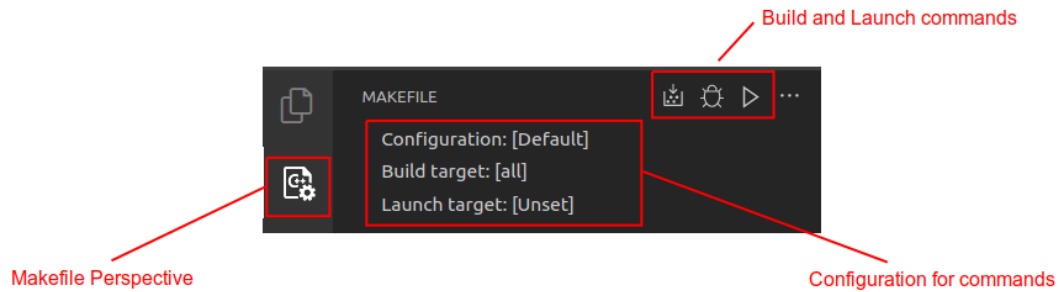 Build and Launch commands
MAKEFILE
Configuration: [Default]
Build target: [all]
Launch target: [Unset]
Makefile Perspective
Configuration for commands